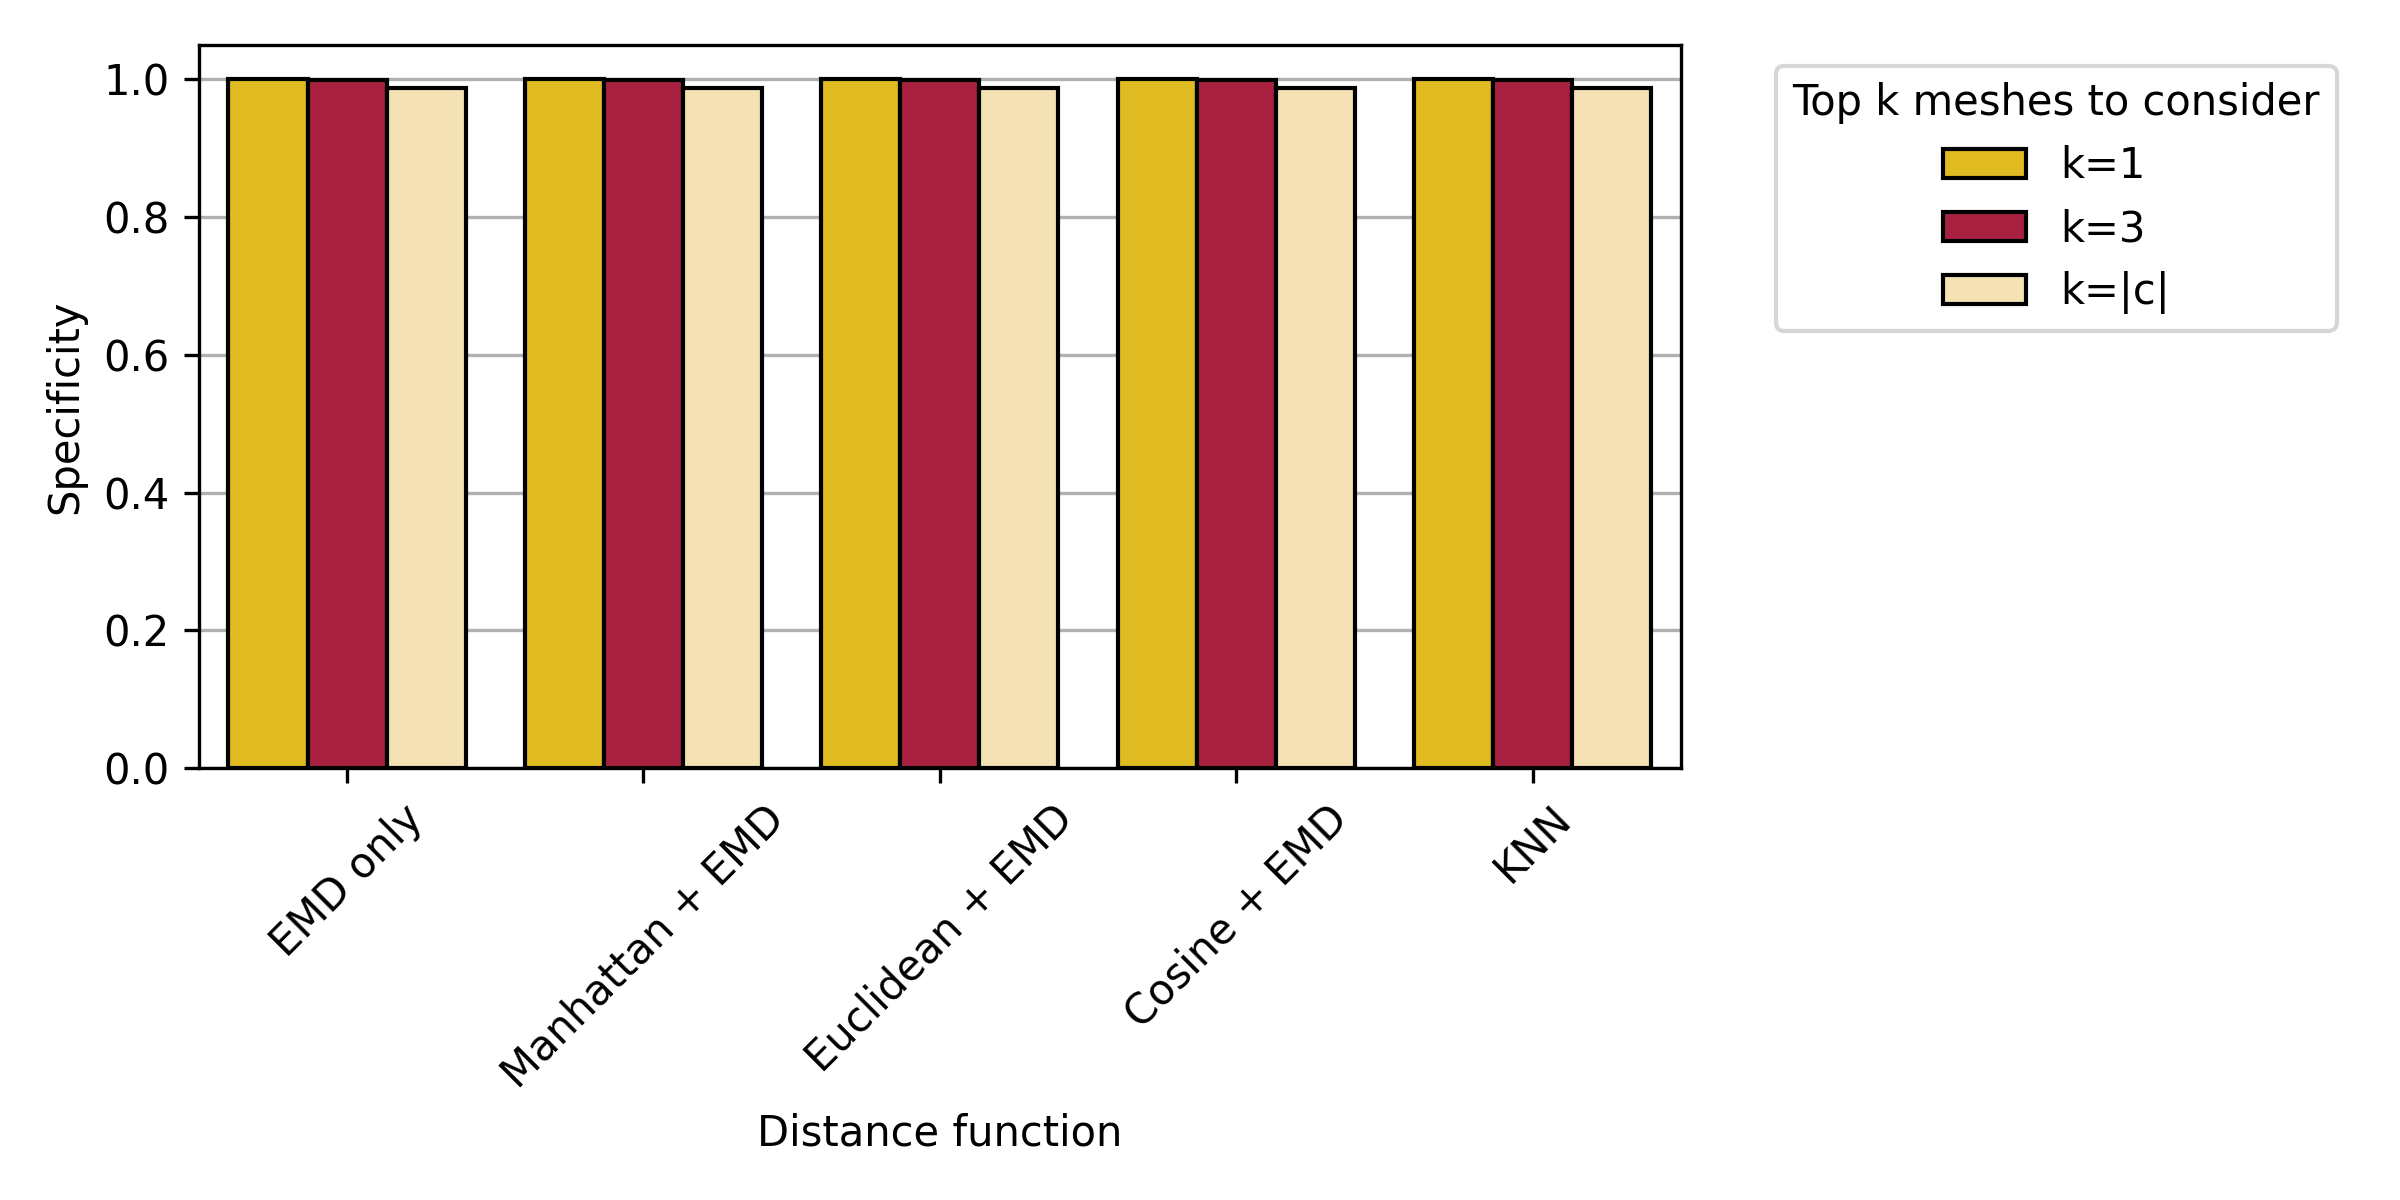 Specificity
1.0
0.8
0.6
0.4
0.2
0.0
EMD only
Manhattan + EMD
Euclidean + EMD
Cosine + EMD
KNN
Distance function
Top k meshes to consider
k=1
k=3
k=|c|